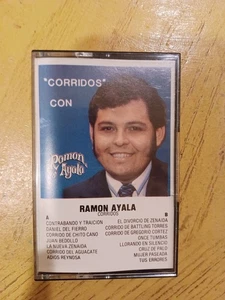 "CORRIDOS"
CON
Ramon
Ayala
RAMON AYALA
CORRIDOS
A
CONTRABANDO Y TRAICION
DANIEL DEL FIERRO
CORRIDO DE CHITO CANO
JUAN BEDOLLO
LA NUEVA ZENAIDA
CORRIDO DEL AGUACATE
ADIOS REYNOSA
B
EL DIVORCIO DE ZENAIDA
CORRIDO DE BATTLING TORRES
CORRIDO DE GREGORIO CORTEZ
ONCE TUMBAS
LLORANDO EN SILENCIO
CRUZ DE PALO
MUJER PASEADA
TUS ERRORES